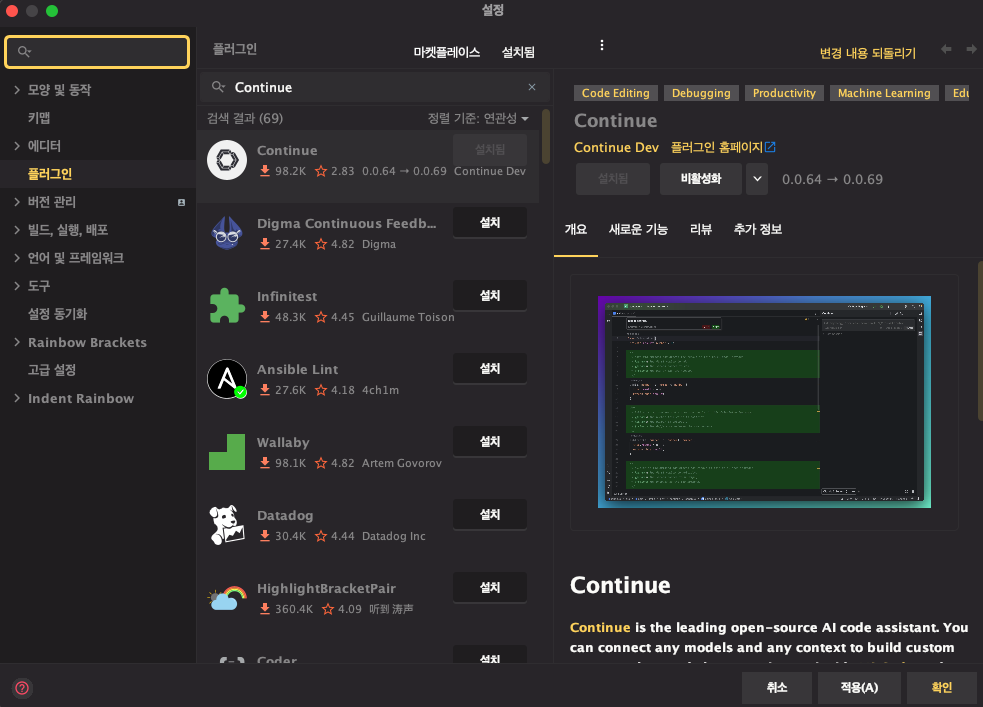 설정
모양 및 동작
키맵
에디터
플러그인
버전 관리
빌드, 실행, 배포
언어 및 프레임워크
도구
설정 동기화
Rainbow Brackets
고급 설정
Indent Rainbow
플러그인
마켓플레이스
설치됨
변경 내용 되돌리기
Continue
검색 결과 (69)
정렬 기준: 연관성
Continue
설치됨
98.2K 2.83 0.0.64 → 0.0.69 Continue Dev
Digma Continuous Feedb...
설치
27.4K 4.82 Digma
Infinitest
설치
48.3K 4.45 Guillaume Toison
Ansible Lint
설치
27.6K 4.18 4ch1m
Wallaby
설치
98.1K 4.82 Artem Govorov
Datadog
설치
30.4K 4.44 Datadog Inc
HighlightBracketPair
설치
360.4K 4.09 听到 涛声
Coder
설치
Code Editing
Debugging
Productivity
Machine Learning
Edu
Continue
Continue Dev 플러그인 홈페이지
설치됨
비활성화
0.0.64 → 0.0.69
개요
새로운 기능
리뷰
추가 정보
Continue
Continue is the leading open-source AI code assistant. You
can connect any models and any context to build custom
취소
적용(A)
확인